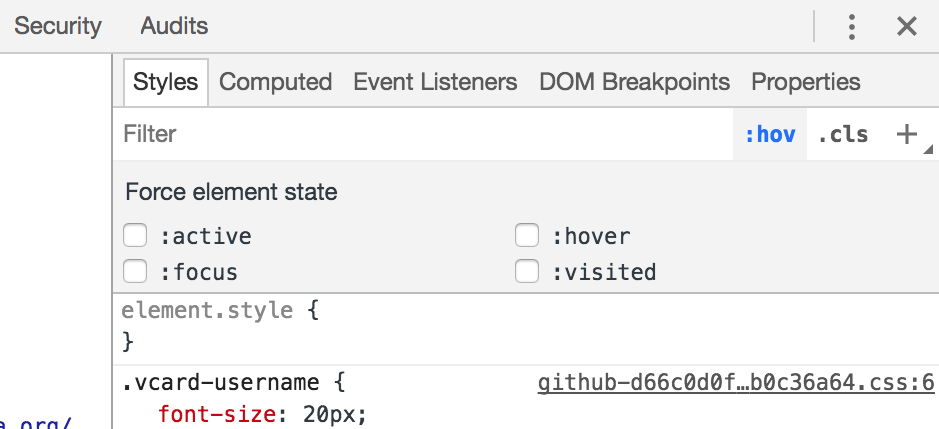 Security Audits
Styles Computed Event Listeners DOM Breakpoints Properties
Filter :hov .cls +
Force element state
:active :hover
:focus :visited
element.style {
}
.vcard-username { github-d66c0d0f…b0c36a64.css:6
font-size: 20px;
a.org/